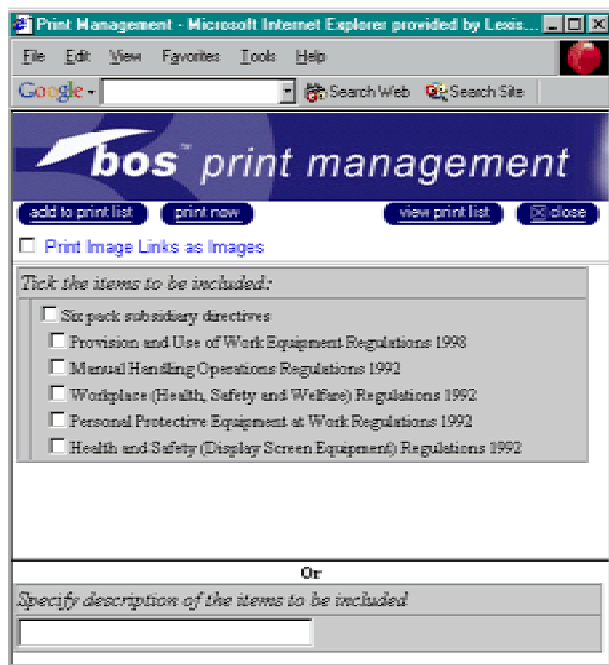 Print Management - Microsoft Internet Explorer provided by Lexis...
File Edit View Favorites Tools Help
Google Search Web Search Site
bos™ print management
add to print list print now view print list close
Print Image Links as Images
Tick the items to be included:
Six pack subsidiary directives
Provision and Use of Work Equipment Regulations 1998
Manual Handling Operations Regulations 1992
Workplace (Health, Safety and Welfare) Regulations 1992
Personal Protective Equipment at Work Regulations 1992
Health and Safety (Display Screen Equipment) Regulations 1992
Or
Specify description of the items to be included